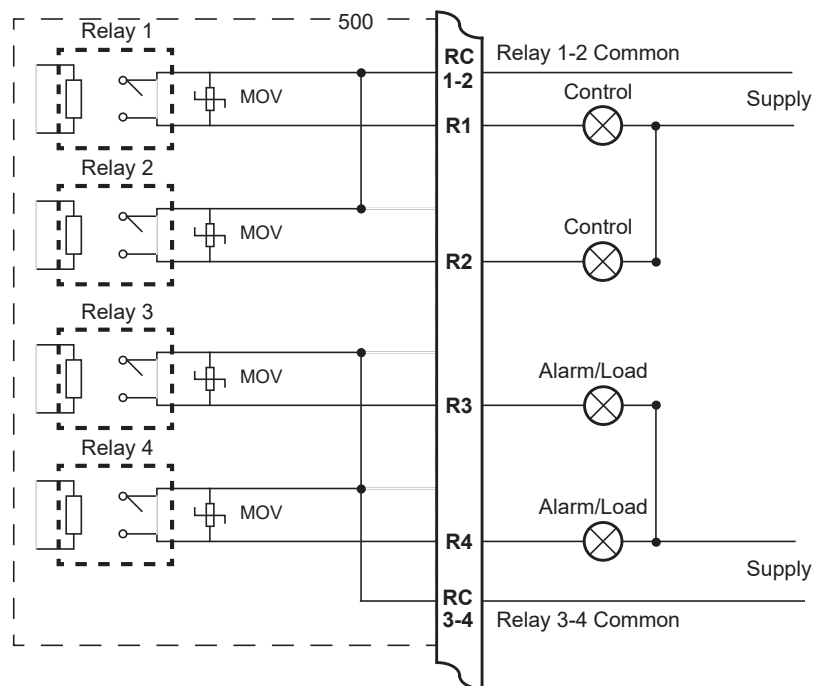 Relay 1
500
RC
1-2
Relay 1-2 Common
MOV
Control
Supply
R1
Relay 2
MOV
Control
R2
Relay 3
MOV
Alarm/Load
R3
Relay 4
MOV
Alarm/Load
R4
Supply
RC
3-4
Relay 3-4 Common